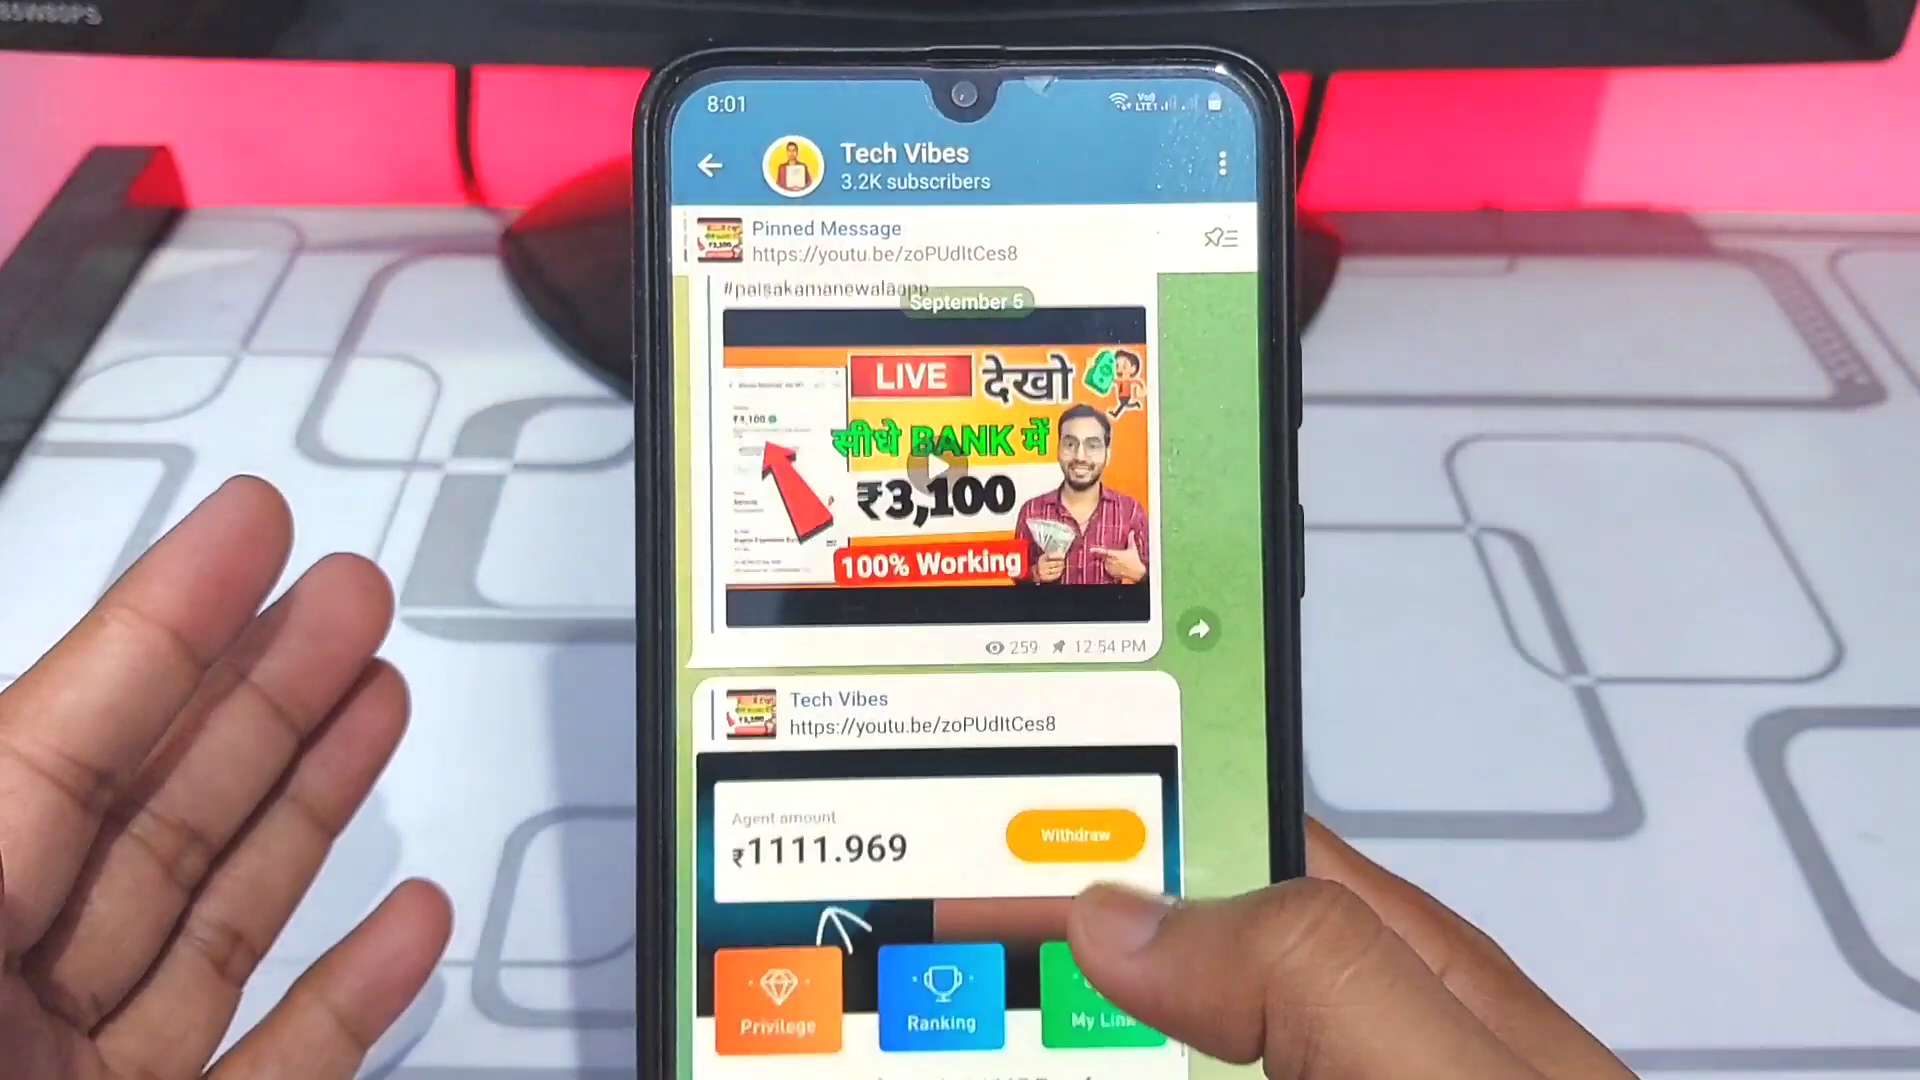 8:01
Tech Vibes
3.2K subscribers
Pinned Message
https://youtu.be/zoPUdItCes8
#paisakamanewalaapp
September 5
LIVE देखो
₹3,100
सीधे BANK में
₹3,100
100% Working
259 12:54 PM
Tech Vibes
https://youtu.be/zoPUdItCes8
Agent amount
₹1111.969
Withdraw
Privilege
Ranking
My Link